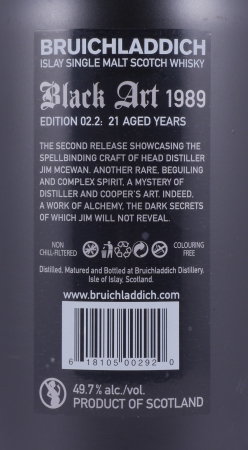 BRUICHLADDICH
ISLAY SINGLE MALT SCOTCH WHISKY
Black Art 1989
EDITION 02.2: 21 AGED YEARS
THE SECOND RELEASE SHOWCASING THE
SPELLBINDING CRAFT OF HEAD DISTILLER
JIM MCEWAN. ANOTHER RARE, BEGUILING
AND COMPLEX SPIRIT, A MYSTERY OF
DISTILLER AND COOPER'S ART. INDEED,
A WORK OF ALCHEMY, THE DARK SECRETS
OF WHICH JIM WILL NOT REVEAL.
NON
CHILL-FILTERED
COLOURING
FREE
Distilled, Matured and Bottled at Bruichladdich Distillery,
Isle of Islay, Scotland.
www.bruichladdich.com
6 18105 00292 0
49.7% alc./vol.
PRODUCT OF SCOTLAND